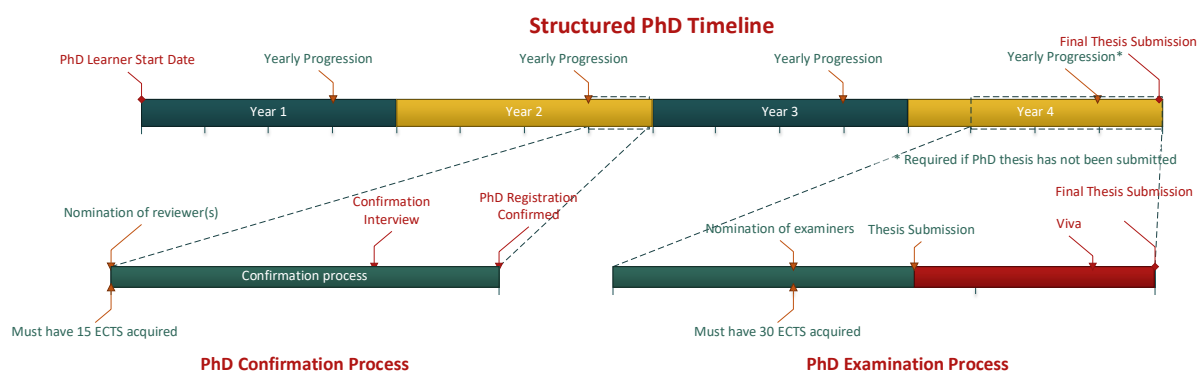 Structured PhD Timeline
Final Thesis Submission
PhD Learner Start Date
Yearly Progression
Yearly Progression
Yearly Progression
Yearly Progression*
Year 1
Year 2
Year 3
Year 4
* Required if PhD thesis has not been submitted
Nomination of reviewer(s)
Confirmation
Interview
PhD Registration
Confirmed
Final Thesis Submission
Nomination of examiners
Thesis Submission
Viva
Confirmation process
Must have 15 ECTS acquired
Must have 30 ECTS acquired
PhD Confirmation Process
PhD Examination Process